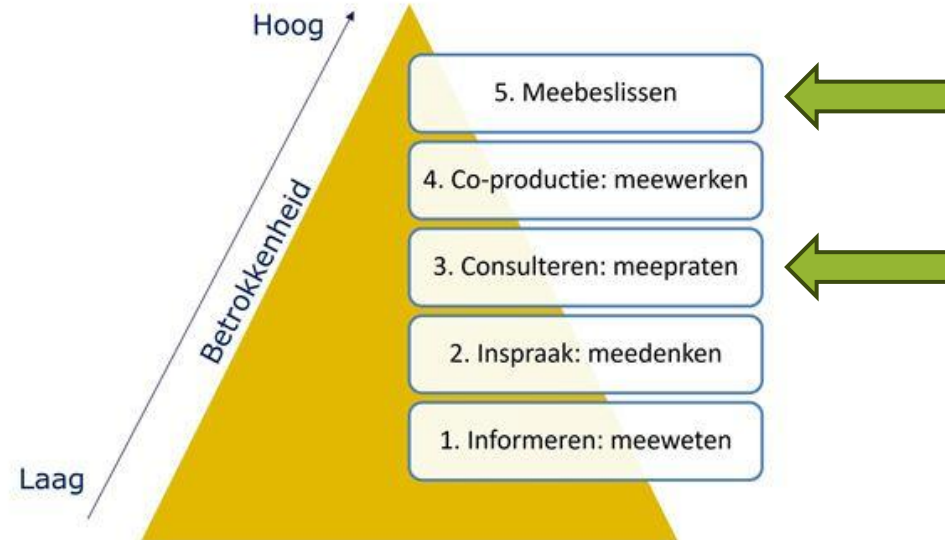 Hoog
5. Meebeslissen
4. Co-productie: meewerken
Betrokkenheid
3. Consulteren: meepraten
2. Inspraak: meedenken
1. Informeren: meeweten
Laag